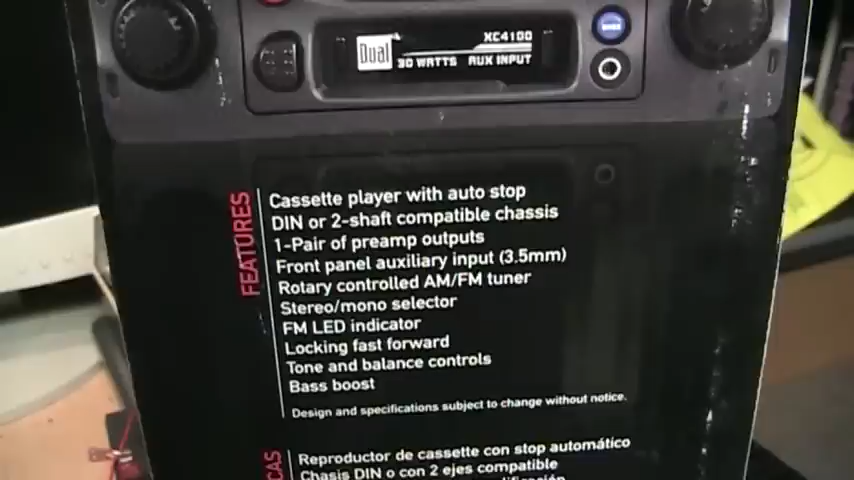 XC4100
Dual
30 WATTS AUX INPUT
BASS
FEATURES
Cassette player with auto stop
DIN or 2-shaft compatible chassis
1-Pair of preamp outputs
Front panel auxiliary input (3.5mm)
Rotary controlled AM/FM tuner
Stereo/mono selector
FM LED indicator
Locking fast forward
Tone and balance controls
Bass boost
Design and specifications subject to change without notice.
Reproductor de cassette con stop automático
Chasis DIN o con 2 ejes compatible